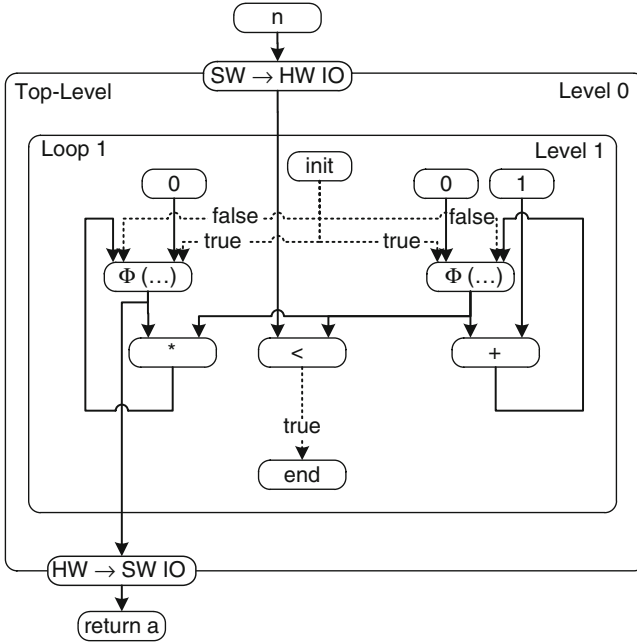 n
SW → HW IO
Top-Level
Level 0
Loop 1
Level 1
init
0
0
1
false
false
true
true
Φ (...)
Φ (...)
*
<
+
true
end
HW → SW IO
return a